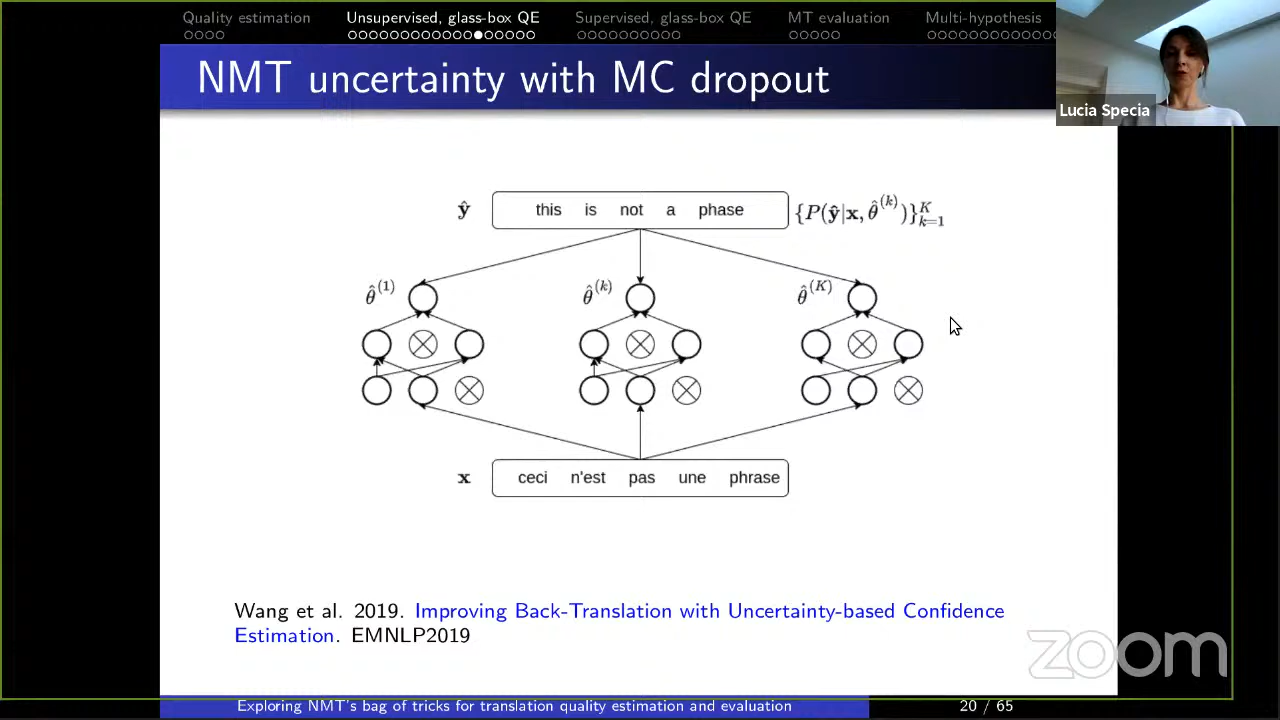 Quality estimation Unsupervised, glass-box QE Supervised, glass-box QE MT evaluation Multi-hypothesis
NMT uncertainty with MC dropout
Lucia Specia
ŷ this is not a phase {P(ŷ|x, θ̂^(k))}_{k=1}^K
θ̂^(1) θ̂^(k) θ̂^(K)
x ceci n'est pas une phrase
Wang et al. 2019. Improving Back-Translation with Uncertainty-based Confidence
Estimation. EMNLP2019
zoom
Exploring NMT's bag of tricks for translation quality estimation and evaluation 20 / 65